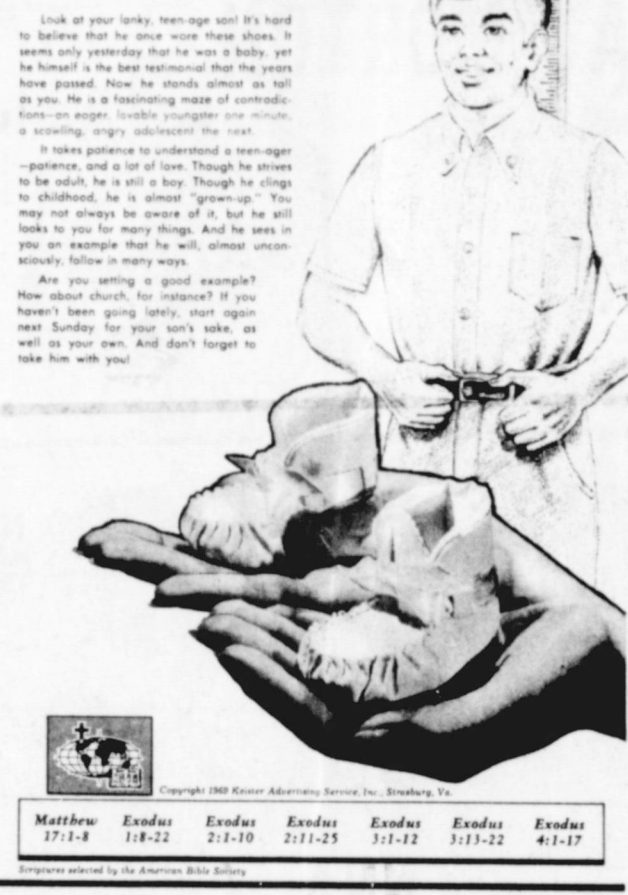 Look at your lanky, teen-age son! It's hard
to believe that he once wore these shoes. It
seems only yesterday that he was a baby, yet
he himself is the best testimonial that the years
have passed. Now he stands almost as tall
as you. He is a fascinating maze of contradic-
tions—an eager, lovable youngster one minute,
a scowling, angry adolescent the next.
It takes patience to understand a teen-ager
—patience, and a lot of love. Though he strives
to be adult, he is still a boy. Though he clings
to childhood, he is almost "grown-up." You
may not always be aware of it, but he still
looks to you for many things. And he sees in
you an example that he will, almost uncon-
sciously, follow in many ways.
Are you setting a good example?
How about church, for instance? If you
haven't been going lately, start again
next Sunday for your son's sake, as
well as your own. And don't forget to
take him with you!
Copyright 1969 Keister Advertising Service, Inc., Strasburg, Va.
Matthew Exodus Exodus Exodus Exodus Exodus Exodus
17:1-8 1:8-22 2:1-10 2:11-25 3:1-12 3:13-22 4:1-17
Scriptures selected by the American Bible Society